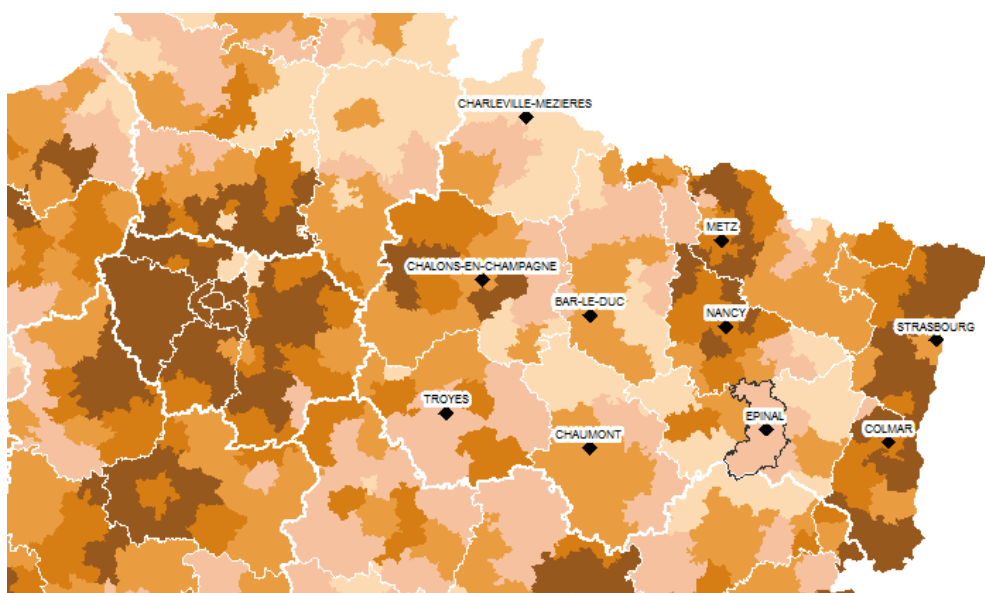 CHARLEVILLE-MEZIERES
METZ
CHALONS-EN-CHAMPAGNE
BAR-LE-DUC
NANCY
STRASBOURG
TROYES
EPINAL
COLMAR
CHAUMONT